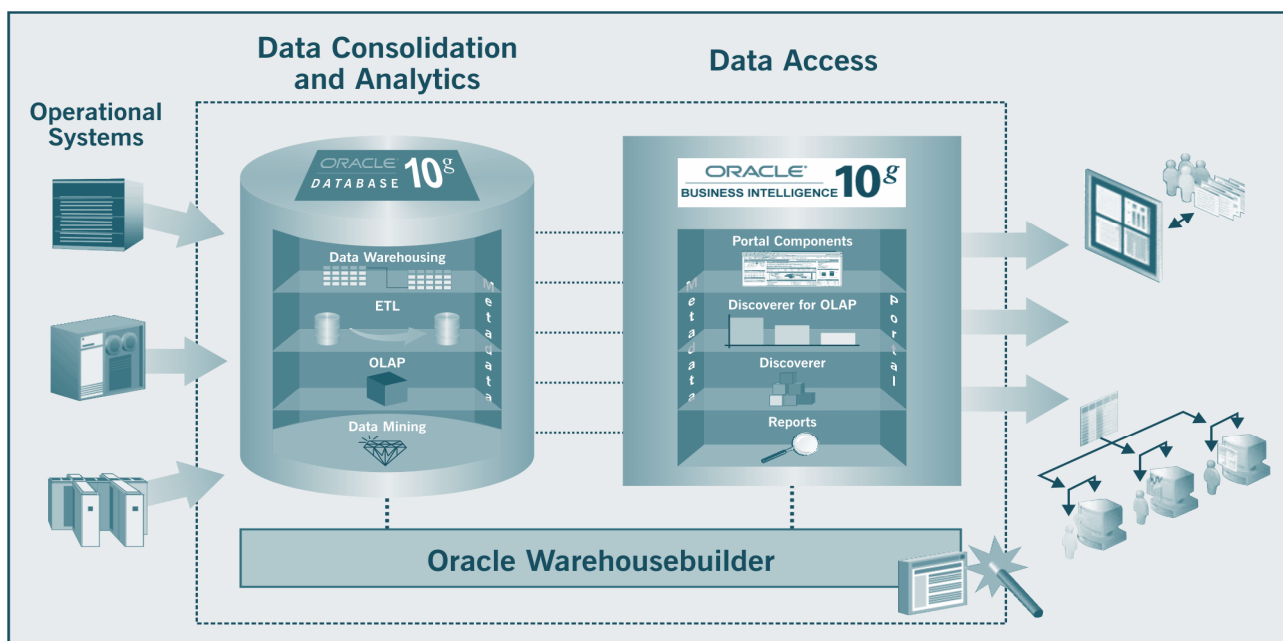 Data Consolidation
and Analytics
Data Access
Operational
Systems
ORACLE
DATABASE 10g
ORACLE
BUSINESS INTELLIGENCE 10g
Data Warehousing
ETL
OLAP
Data Mining
Metadata
Portal Components
Discoverer for OLAP
Discoverer
Reports
Metadata
Portal
Oracle Warehousebuilder